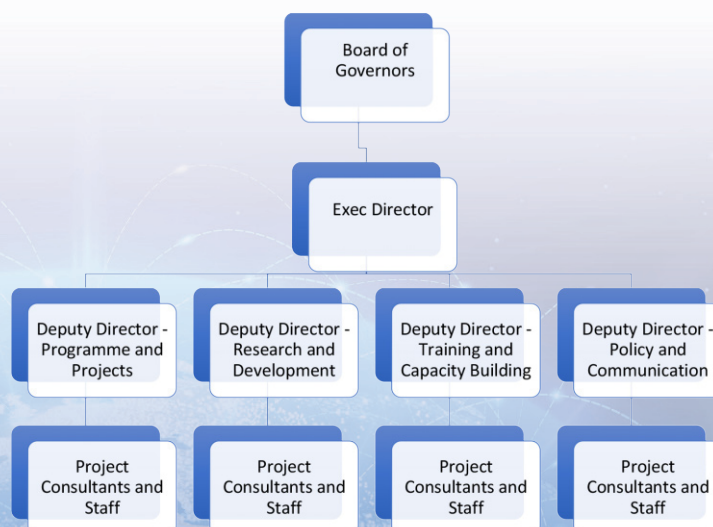 Board of
Governors
Exec Director
Deputy Director -
Programme and
Projects
Deputy Director -
Research and
Development
Deputy Director -
Training and
Capacity Building
Deputy Director -
Policy and
Communication
Project
Consultants and
Staff
Project
Consultants and
Staff
Project
Consultants and
Staff
Project
Consultants and
Staff